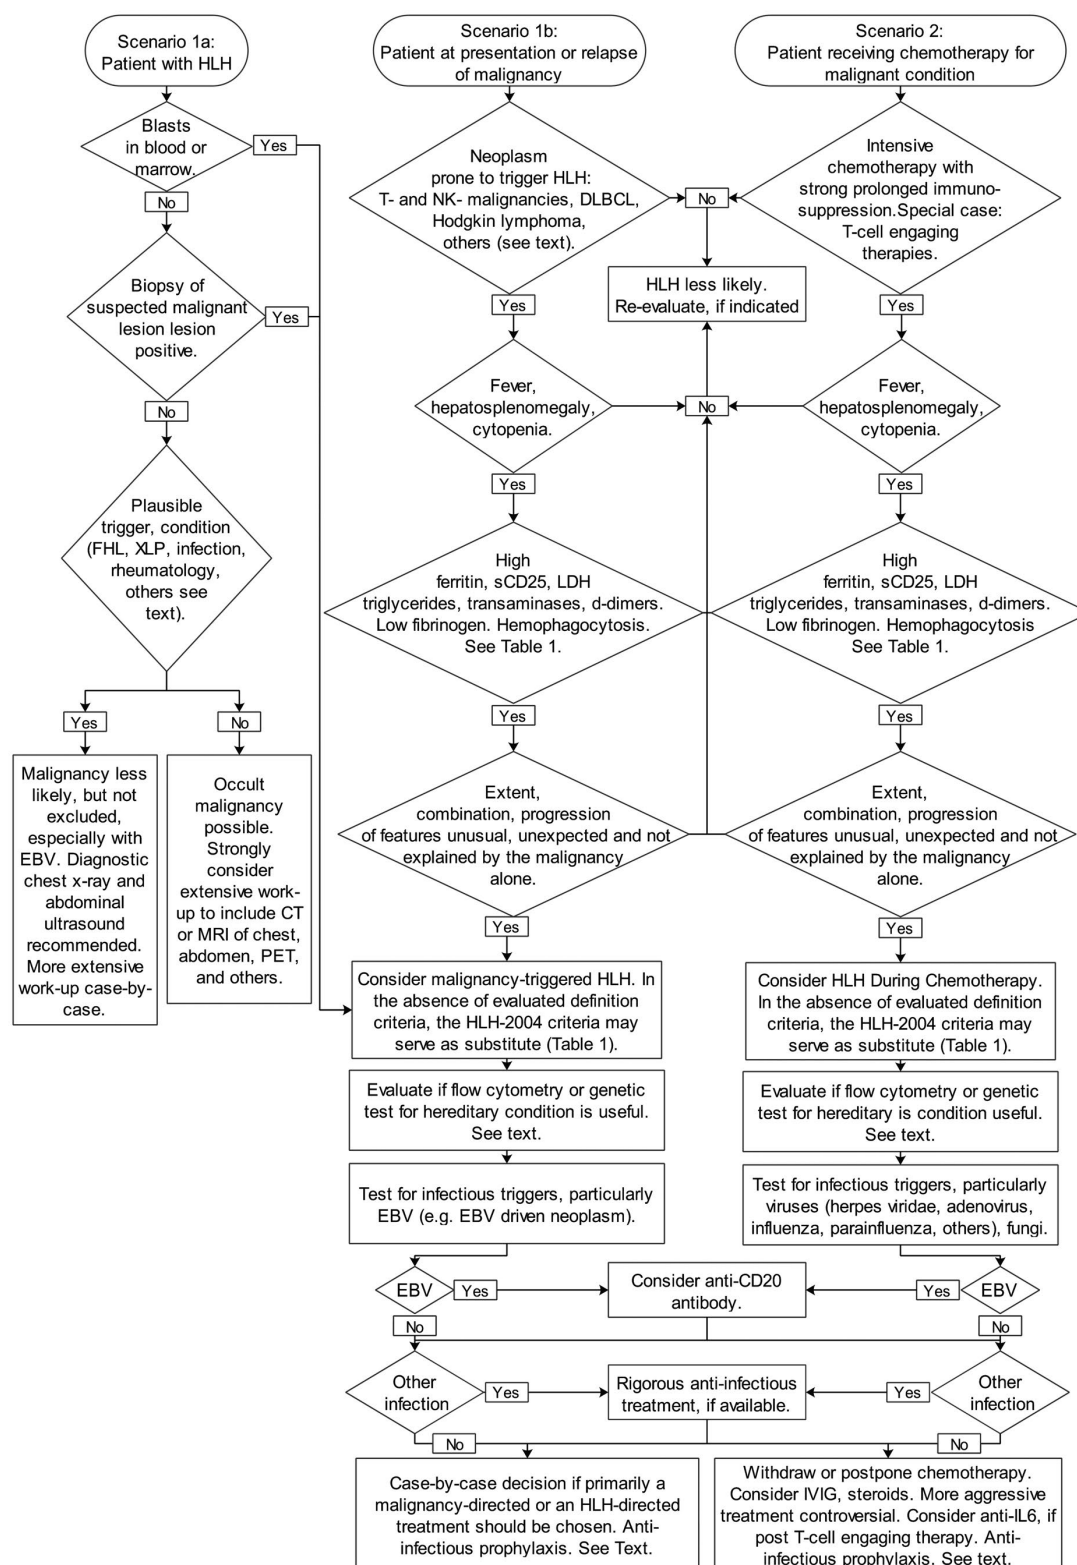 Scenario 1a:
Patient with HLH
Blasts
in blood or
marrow.
Yes
No
Biopsy of
suspected malignant
lesion lesion
positive.
Yes
No
Plausible
trigger, condition
(FHL, XLP, infection,
rheumatology,
others see
text).
Yes
No
Malignancy less
likely, but not
excluded,
especially with
EBV. Diagnostic
chest x-ray and
abdominal
ultrasound
recommended.
More extensive
work-up case-by-
case.
Occult
malignancy
possible.
Strongly
consider
extensive work-
up to include CT
or MRI of chest,
abdomen, PET,
and others.
Scenario 1b:
Patient at presentation or relapse
of malignancy
Neoplasm
prone to trigger HLH:
T- and NK- malignancies, DLBCL,
Hodgkin lymphoma,
others (see text).
No
HLH less likely.
Re-evaluate, if indicated
Yes
Fever,
hepatosplenomegaly,
cytopenia.
No
Yes
High
ferritin, sCD25, LDH
triglycerides, transaminases, d-dimers.
Low fibrinogen. Hemophagocytosis.
See Table 1.
Yes
Extent,
combination, progression
of features unusual, unexpected and not
explained by the malignancy
alone.
Yes
Consider malignancy-triggered HLH. In
the absence of evaluated definition
criteria, the HLH-2004 criteria may
serve as substitute (Table 1).
Evaluate if flow cytometry or genetic
test for hereditary condition is useful.
See text.
Test for infectious triggers, particularly
EBV (e.g. EBV driven neoplasm).
EBV
Yes
No
Other
infection
Yes
No
Case-by-case decision if primarily a
malignancy-directed or an HLH-directed
treatment should be chosen. Anti-
infectious prophylaxis. See Text.
Consider anti-CD20
antibody.
Rigorous anti-infectious
treatment, if available.
Scenario 2:
Patient receiving chemotherapy for
malignant condition
Intensive
chemotherapy with
strong prolonged immuno-
suppression.Special case:
T-cell engaging
therapies.
Yes
Fever,
hepatosplenomegaly,
cytopenia.
Yes
High
ferritin, sCD25, LDH
triglycerides, transaminases, d-dimers.
Low fibrinogen. Hemophagocytosis
See Table 1.
Yes
Extent,
combination, progression
of features unusual, unexpected and not
explained by the malignancy
alone.
Yes
Consider HLH During Chemotherapy.
In the absence of evaluated definition
criteria, the HLH-2004 criteria may
serve as substitute (Table 1).
Evaluate if flow cytometry or genetic
test for hereditary is condition useful.
See text.
Test for infectious triggers, particularly
viruses (herpes viridae, adenovirus,
influenza, parainfluenza, others), fungi.
Yes
EBV
No
Yes
Other
infection
No
Withdraw or postpone chemotherapy.
Consider IVIG, steroids. More aggressive
treatment controversial. Consider anti-IL6, if
post T-cell engaging therapy. Anti-
infectious prophylaxis. See text.